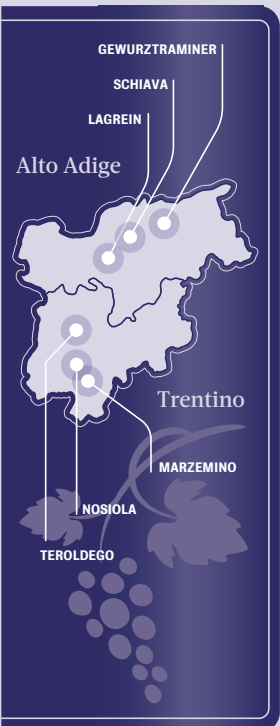 GEWURZTRAMINER
SCHIAVA
LAGREIN
Alto Adige
Trentino
MARZEMINO
NOSIOLA
TEROLDEGO